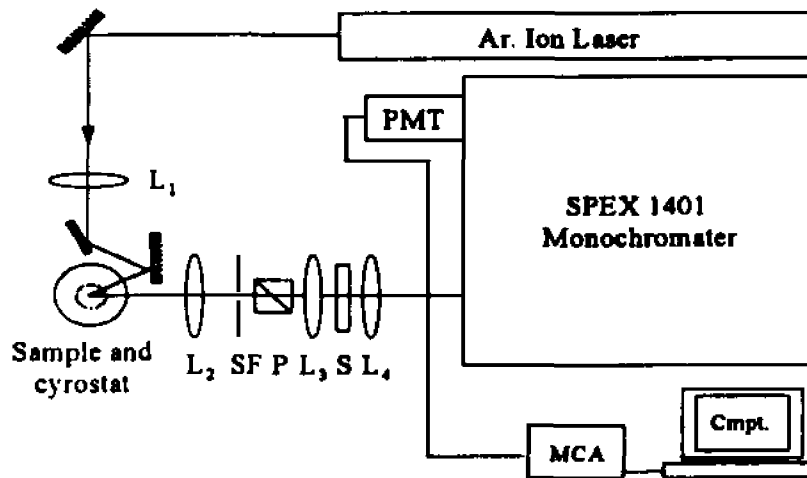 Ar. Ion Laser
PMT
L1
SPEX 1401
Monochromater
Sample and
cyrostat
L2 SF P L3 S L4
Cmpt.
MCA